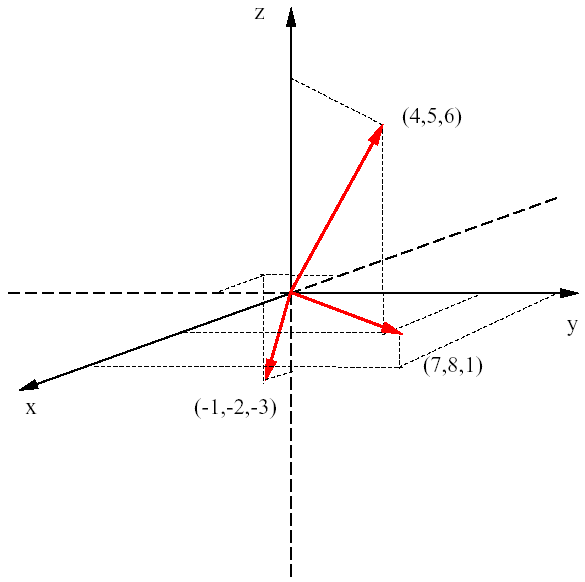 z
(4,5,6)
y
(7,8,1)
x
(-1,-2,-3)